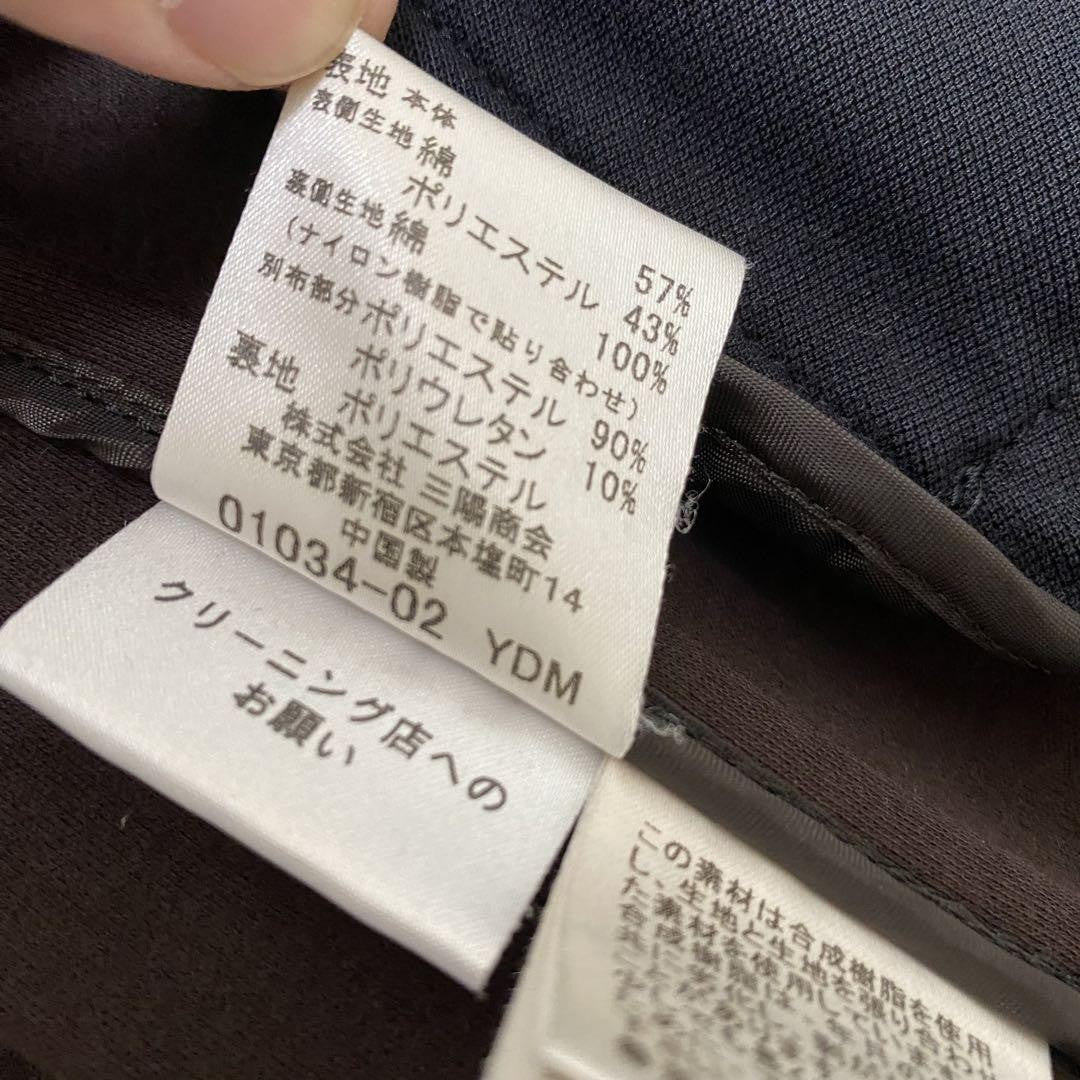 表地 本体
表側生地 綿 57%
ポリエステル 43%
裏側生地 綿 100%
(ナイロン樹脂で貼り合わせ)
別布部分 ポリエステル 90%
ポリウレタン 10%
裏地 ポリエステル
株式会社 三陽商会
東京都新宿区本塩町14
中国製
01034-02 YDM
クリーニング店への
お願い
この素材は合成樹脂を使用
し、生地と生地を張り合わ
た素材を使用しています
合成樹脂は